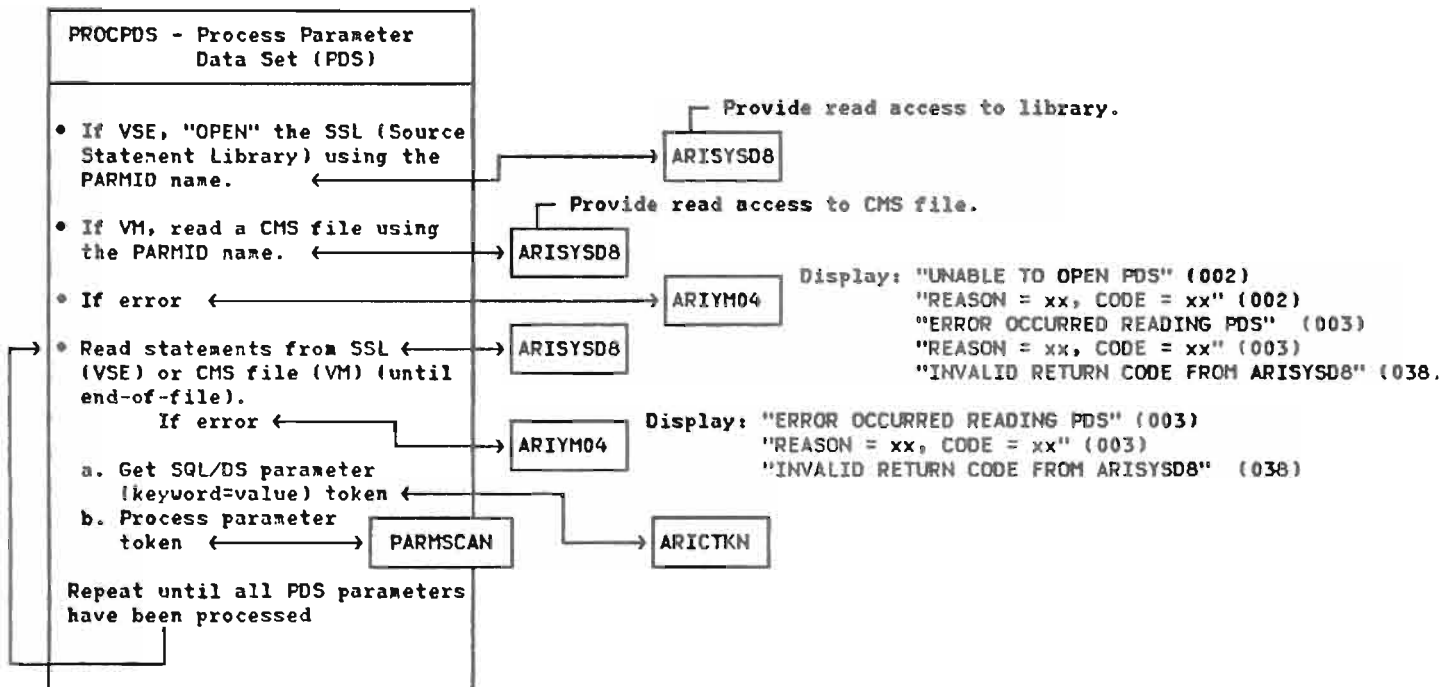 PROCPDS - Process Parameter
Data Set (PDS)
Provide read access to library.
• If VSE, "OPEN" the SSL (Source
Statement Library) using the
PARMID name.
ARISYSD8
Provide read access to CMS file.
• If VM, read a CMS file using
the PARMID name.
ARISYSD8
• If error
ARIYM04
Display: "UNABLE TO OPEN PDS" (002)
"REASON = xx, CODE = xx" (002)
"ERROR OCCURRED READING PDS" (003)
"REASON = xx, CODE = xx" (003)
"INVALID RETURN CODE FROM ARISYSD8" (038.
• Read statements from SSL
(VSE) or CMS file (VM) (until
end-of-file).
ARISYSD8
If error
ARIYM04
Display: "ERROR OCCURRED READING PDS" (003)
"REASON = xx, CODE = xx" (003)
"INVALID RETURN CODE FROM ARISYSD8" (038)
a. Get SQL/DS parameter
(keyword=value) token
b. Process parameter
token
PARMSCAN
ARICTKN
Repeat until all PDS parameters
have been processed